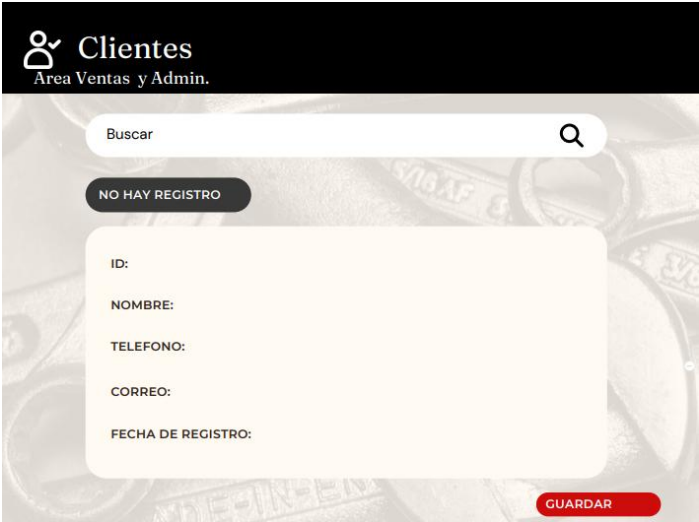 Clientes
Area Ventas y Admin.
Buscar
NO HAY REGISTRO
ID:
NOMBRE:
TELEFONO:
CORREO:
FECHA DE REGISTRO:
GUARDAR